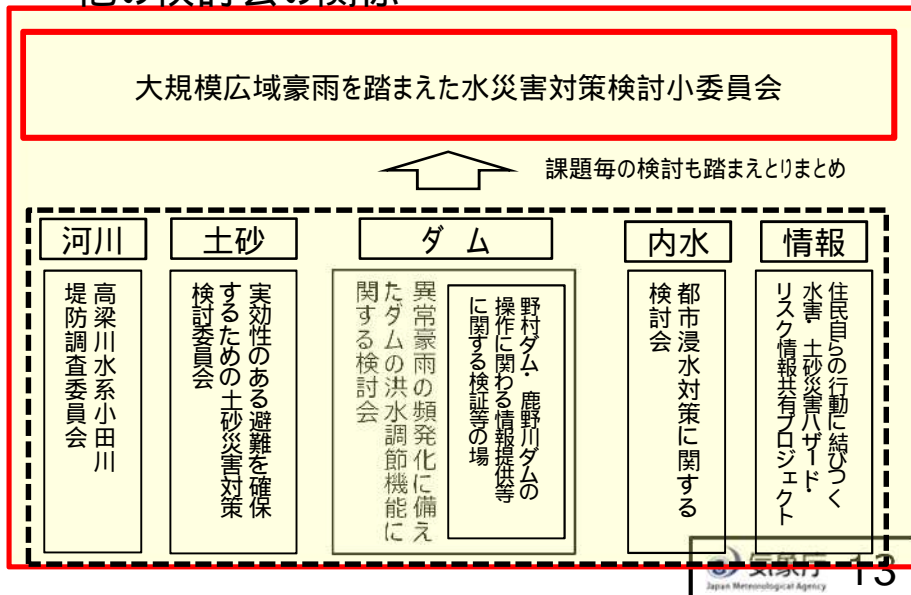 他の検討会の関係
大規模広域豪雨を踏まえた水災害対策検討小委員会
課題毎の検討も踏まえとりまとめ
河川
高梁川水系小田川
堤防調査委員会
土砂
実効性のある避難を確保
するための土砂災害対策
検討委員会
ダム
異常豪雨の頻発化に備え
たダムの洪水調節機能に
関する検討会
野村ダム・鹿野川ダムの
操作に関わる情報提供等
に関する検証等の場
内水
都市浸水対策に関する
検討会
情報
住民自らの行動に結びつく
水害・土砂災害ハザード・
リスク情報共有プロジェクト
気象庁
Japan Meteorological Agency
13